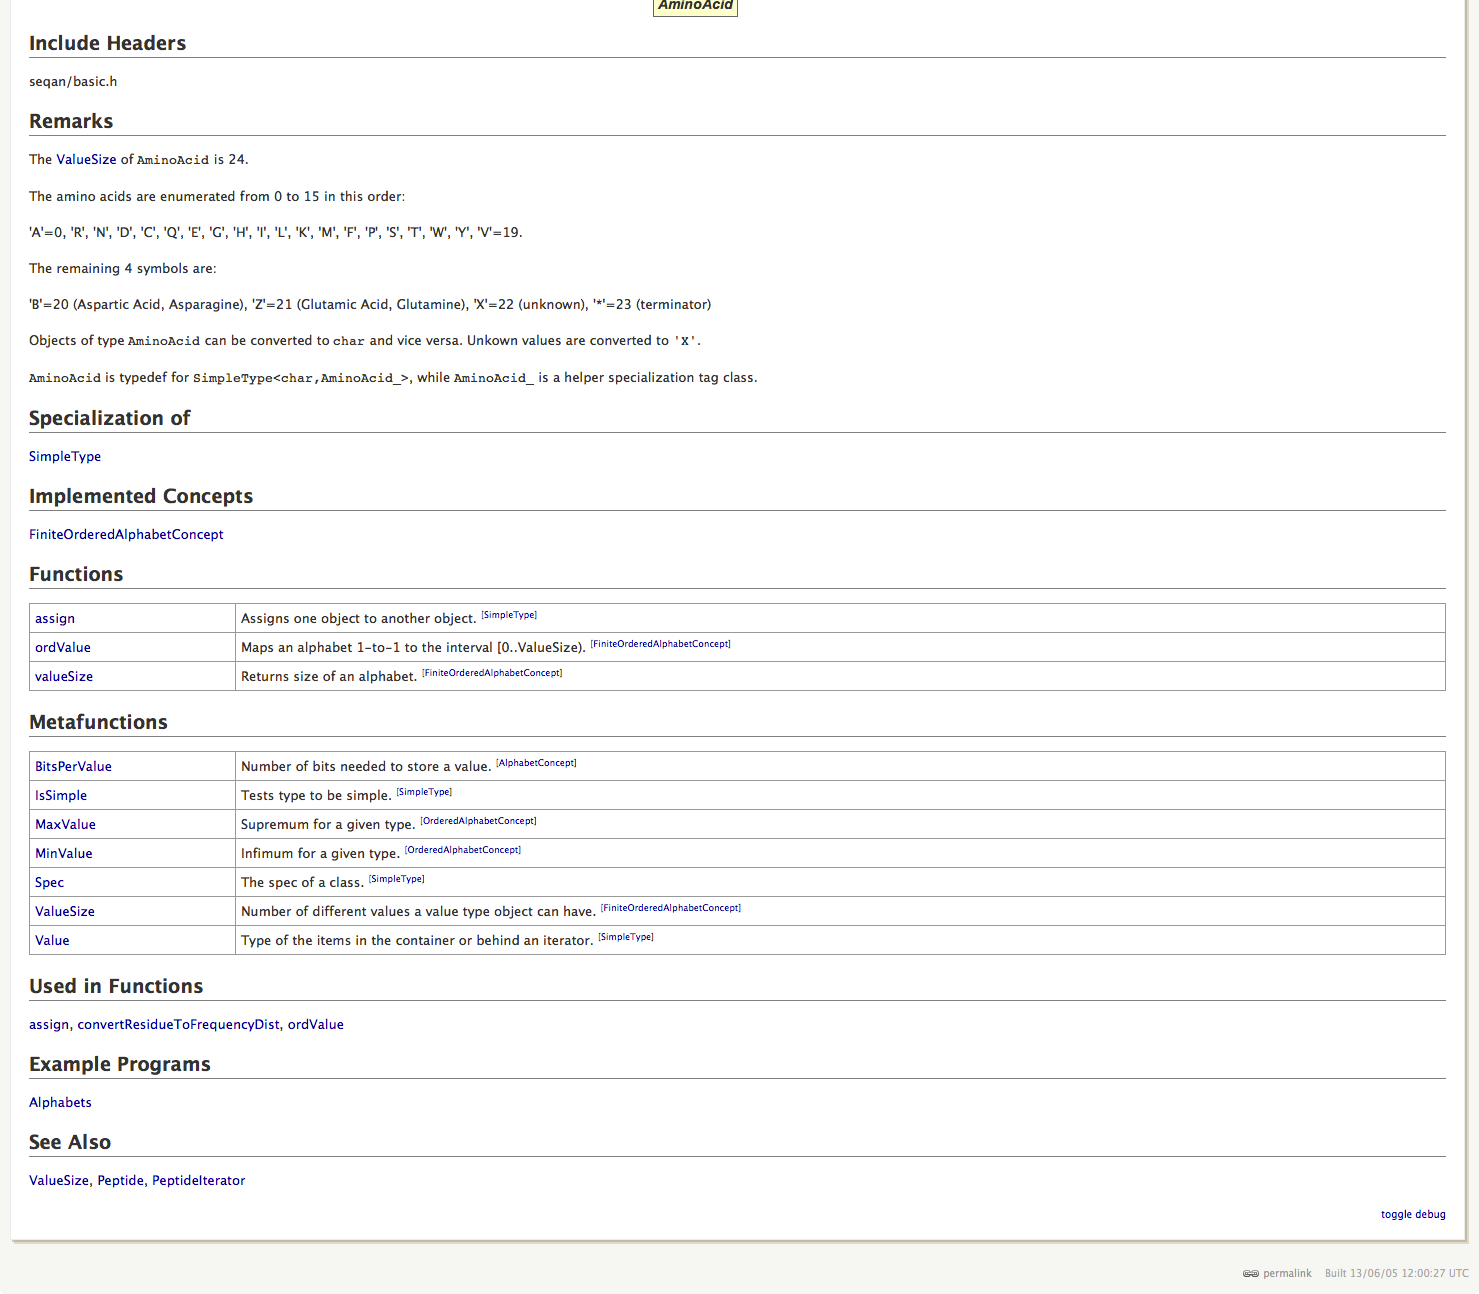 AminoAcid
Include Headers
seqan/basic.h
Remarks
The ValueSize of AminoAcid is 24.
The amino acids are enumerated from 0 to 15 in this order:
'A'=0, 'R', 'N', 'D', 'C', 'Q', 'E', 'G', 'H', 'I', 'L', 'K', 'M', 'F', 'P', 'S', 'T', 'W', 'Y', 'V'=19.
The remaining 4 symbols are:
'B'=20 (Aspartic Acid, Asparagine), 'Z'=21 (Glutamic Acid, Glutamine), 'X'=22 (unknown), '*'=23 (terminator)
Objects of type AminoAcid can be converted to char and vice versa. Unkown values are converted to 'X'.
AminoAcid is typedef for SimpleType<char,AminoAcid_>, while AminoAcid_ is a helper specialization tag class.
Specialization of
SimpleType
Implemented Concepts
FiniteOrderedAlphabetConcept
Functions
assign Assigns one object to another object. [SimpleType]
ordValue Maps an alphabet 1-to-1 to the interval [0..ValueSize). [FiniteOrderedAlphabetConcept]
valueSize Returns size of an alphabet. [FiniteOrderedAlphabetConcept]
Metafunctions
BitsPerValue Number of bits needed to store a value. [AlphabetConcept]
IsSimple Tests type to be simple. [SimpleType]
MaxValue Supremum for a given type. [OrderedAlphabetConcept]
MinValue Infimum for a given type. [OrderedAlphabetConcept]
Spec The spec of a class. [SimpleType]
ValueSize Number of different values a value type object can have. [FiniteOrderedAlphabetConcept]
Value Type of the items in the container or behind an iterator. [SimpleType]
Used in Functions
assign, convertResidueToFrequencyDist, ordValue
Example Programs
Alphabets
See Also
ValueSize, Peptide, PeptideIterator
toggle debug
permalink Built 13/06/05 12:00:27 UTC